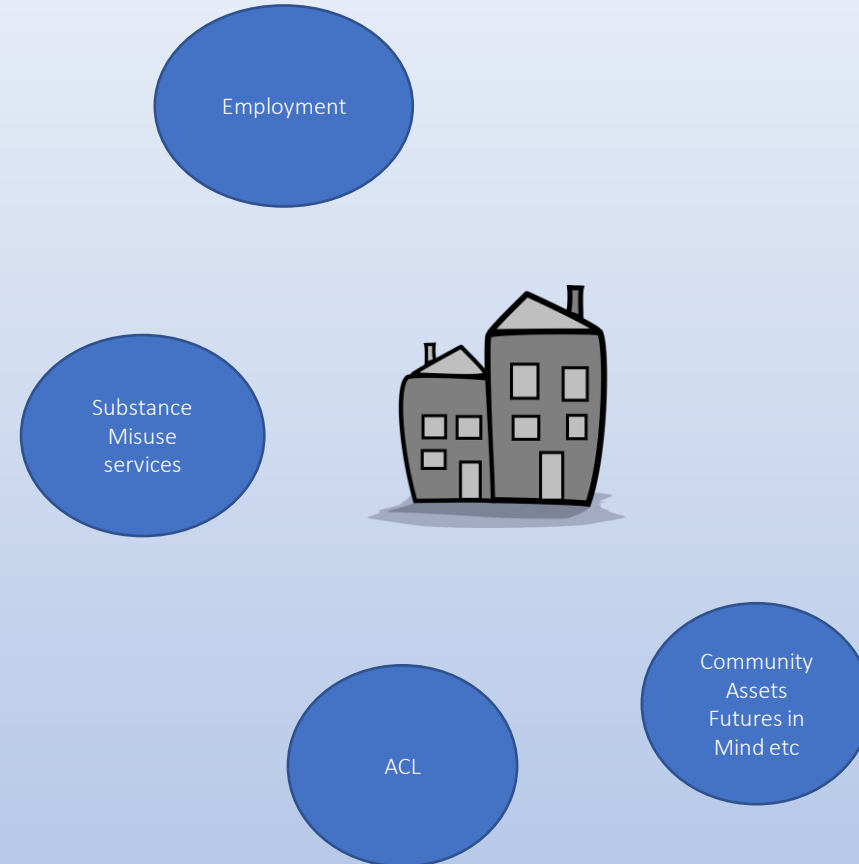 Employment
Substance
Misuse
services
Community
Assets
Futures in
Mind etc
ACL